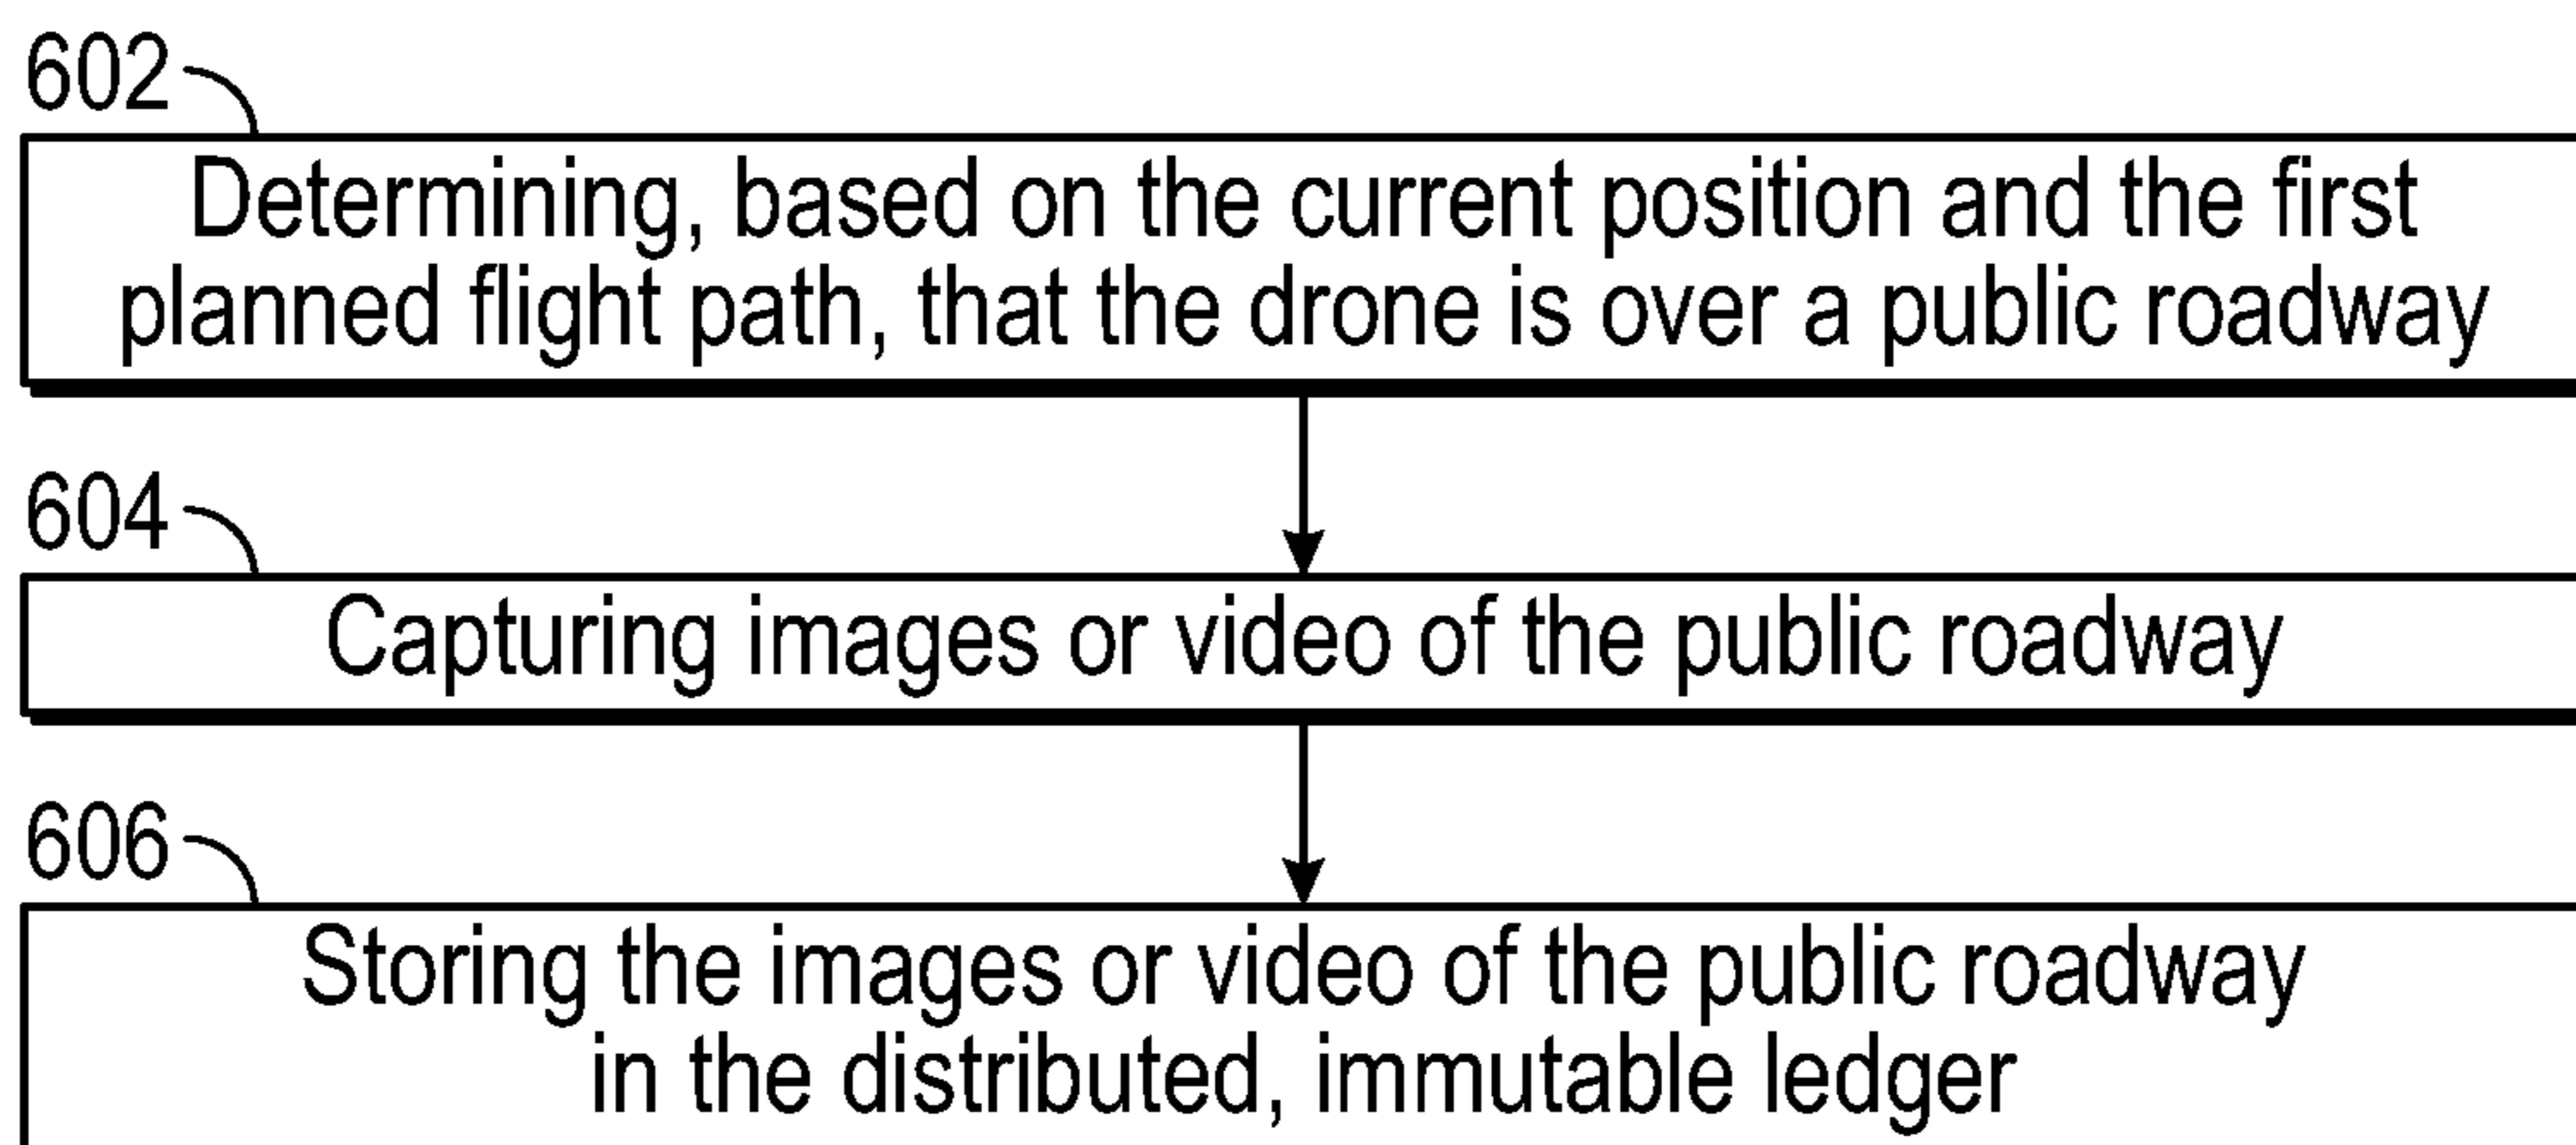 602
Determining, based on the current position and the first
planned flight path, that the drone is over a public roadway
604
Capturing images or video of the public roadway
606
Storing the images or video of the public roadway
in the distributed, immutable ledger